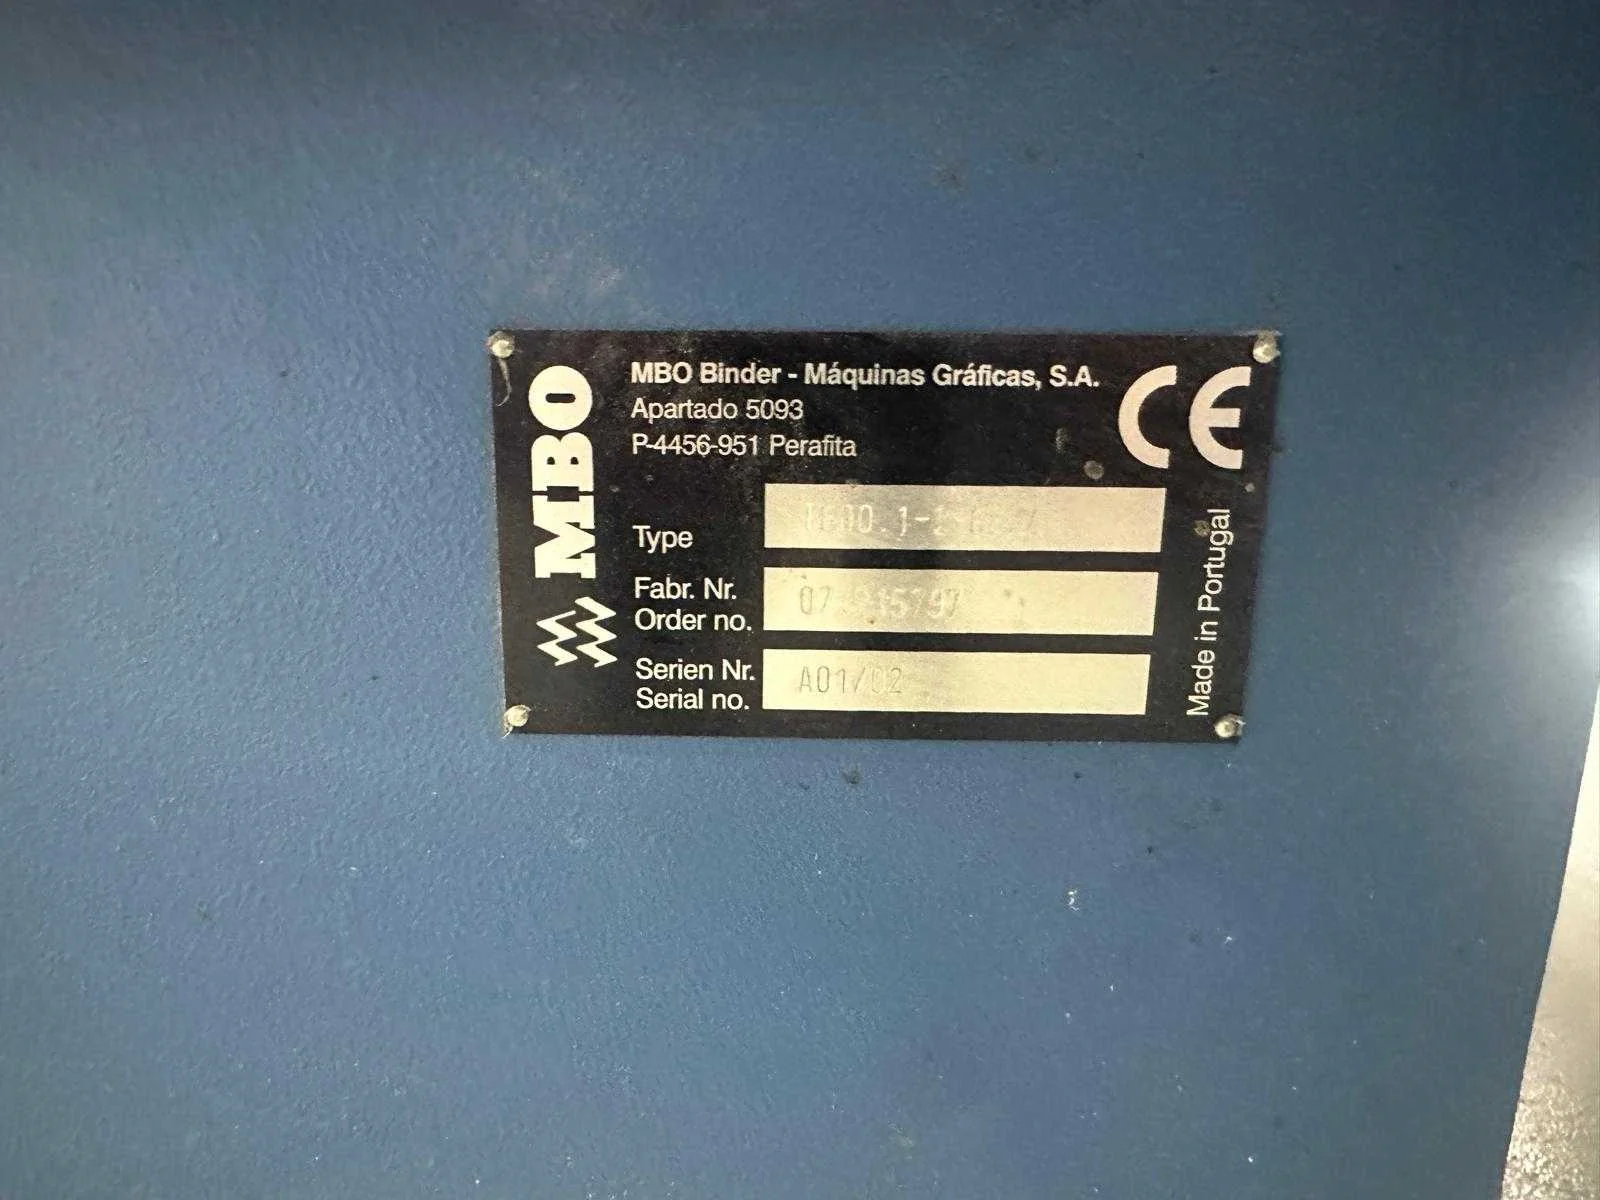 MBO
MBO Binder - Máquinas Gráficas, S.A.
Apartado 5093
P-4456-951 Perafita
CE
Type
Fabr. Nr.
Order no.
Serien Nr.
Serial no.
A01/02
Made in Portugal